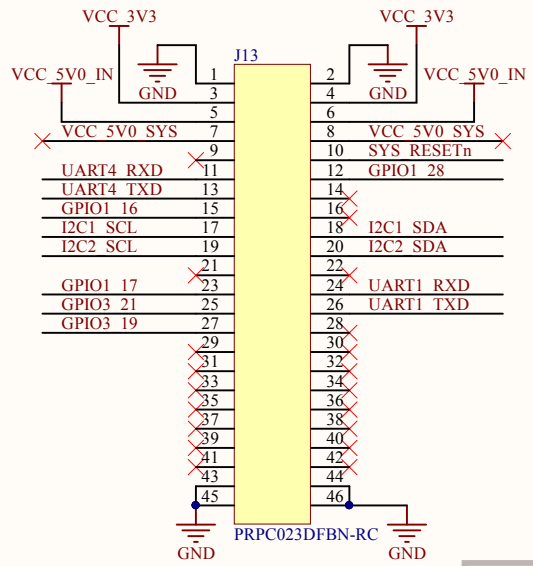 VCC_3V3 VCC_3V3
J13
VCC_5V0_IN GND GND VCC_5V0_IN
1 2
3 4
5 6
VCC_5V0_SYS 7 8 VCC_5V0_SYS
9 10 SYS_RESETn
UART4_RXD 11 12 GPIO1_28
UART4_TXD 13 14
GPIO1_16 15 16
I2C1_SCL 17 18 I2C1_SDA
I2C2_SCL 19 20 I2C2_SDA
21 22
GPIO1_17 23 24 UART1_RXD
GPIO3_21 25 26 UART1_TXD
GPIO3_19 27 28
29 30
31 32
33 34
35 36
37 38
39 40
41 42
43 44
45 46
GND PRPC023DFBN-RC GND